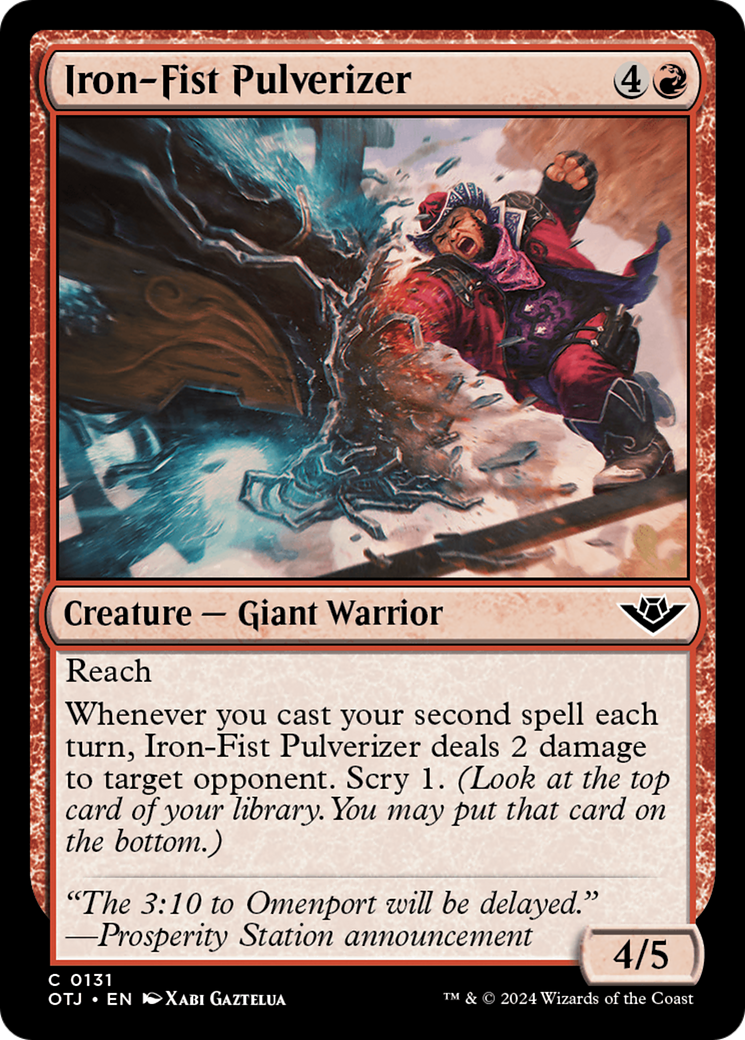 Iron-Fist Pulverizer 4
Creature — Giant Warrior
Reach
Whenever you cast your second spell each
turn, Iron-Fist Pulverizer deals 2 damage
to target opponent. Scry 1. (Look at the top
card of your library. You may put that card on
the bottom.)
“The 3:10 to Omenport will be delayed.”
—Prosperity Station announcement
4/5
C 0131
OTJ • EN Xabi Gaztelua
™ & © 2024 Wizards of the Coast